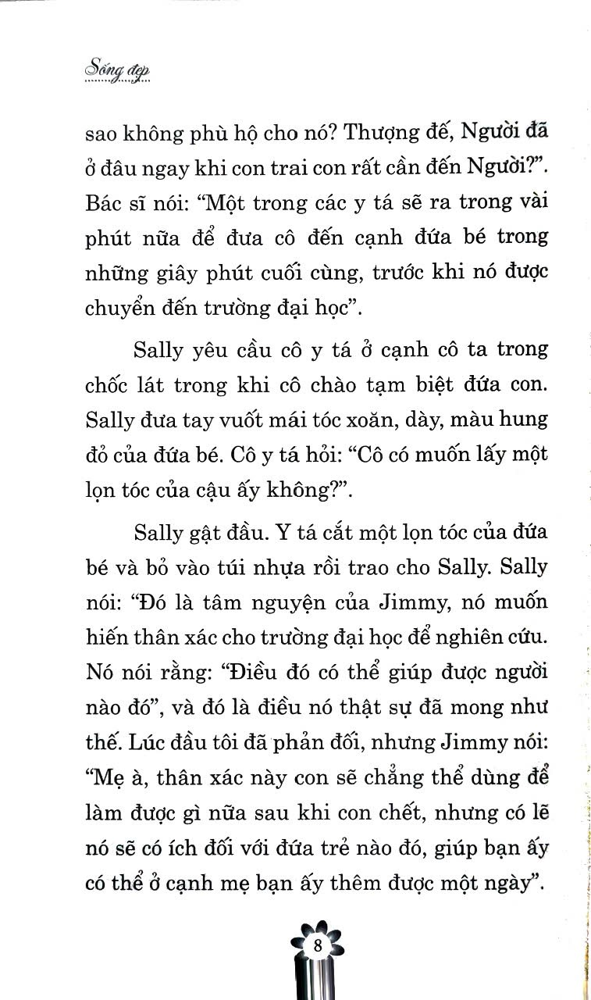 Sống đẹp
sao không phù hộ cho nó? Thượng đế, Người đã
ở đâu ngay khi con trai con rất cần đến Người?”.
Bác sĩ nói: “Một trong các y tá sẽ ra trong vài
phút nữa để đưa cô đến cạnh đứa bé trong
những giây phút cuối cùng, trước khi nó được
chuyển đến trường đại học”.
Sally yêu cầu cô y tá ở cạnh cô ta trong
chốc lát trong khi cô chào tạm biệt đứa con.
Sally đưa tay vuốt mái tóc xoăn, dày, màu hung
đỏ của đứa bé. Cô y tá hỏi: “Cô có muốn lấy một
lọn tóc của cậu ấy không?”.
Sally gật đầu. Y tá cắt một lọn tóc của đứa
bé và bỏ vào túi nhựa rồi trao cho Sally. Sally
nói: “Đó là tâm nguyện của Jimmy, nó muốn
hiến thân xác cho trường đại học để nghiên cứu.
Nó nói rằng: “Điều đó có thể giúp được người
nào đó”, và đó là điều nó thật sự đã mong như
thế. Lúc đầu tôi đã phản đối, nhưng Jimmy nói:
“Mẹ à, thân xác này con sẽ chẳng thể dùng để
làm được gì nữa sau khi con chết, nhưng có lẽ
nó sẽ có ích đối với đứa trẻ nào đó, giúp bạn ấy
có thể ở cạnh mẹ bạn ấy thêm được một ngày”.
8